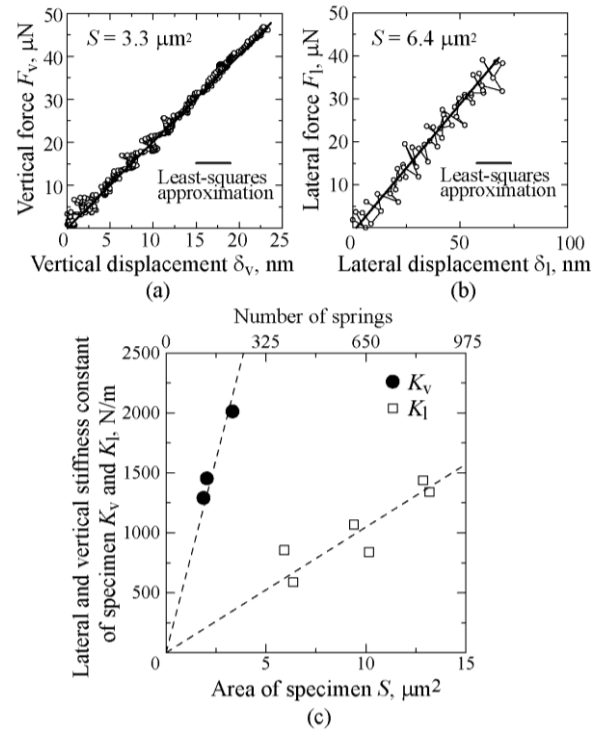 50
40
30
20
10
0
5
10
15
20
25
Vertical force Fv, μN
S = 3.3 μm²
Least-squares
approximation
Vertical displacement δv, nm
(a)
50
40
30
20
10
0
50
100
Lateral force Fl, μN
S = 6.4 μm²
Least-squares
approximation
Lateral displacement δl, nm
(b)
Number of springs
0
325
650
975
2500
2000
1500
1000
500
0
5
10
15
Kv
Kl
Lateral and vertical stiffness constant
of specimen Kv and Kl, N/m
Area of specimen S, μm²
(c)